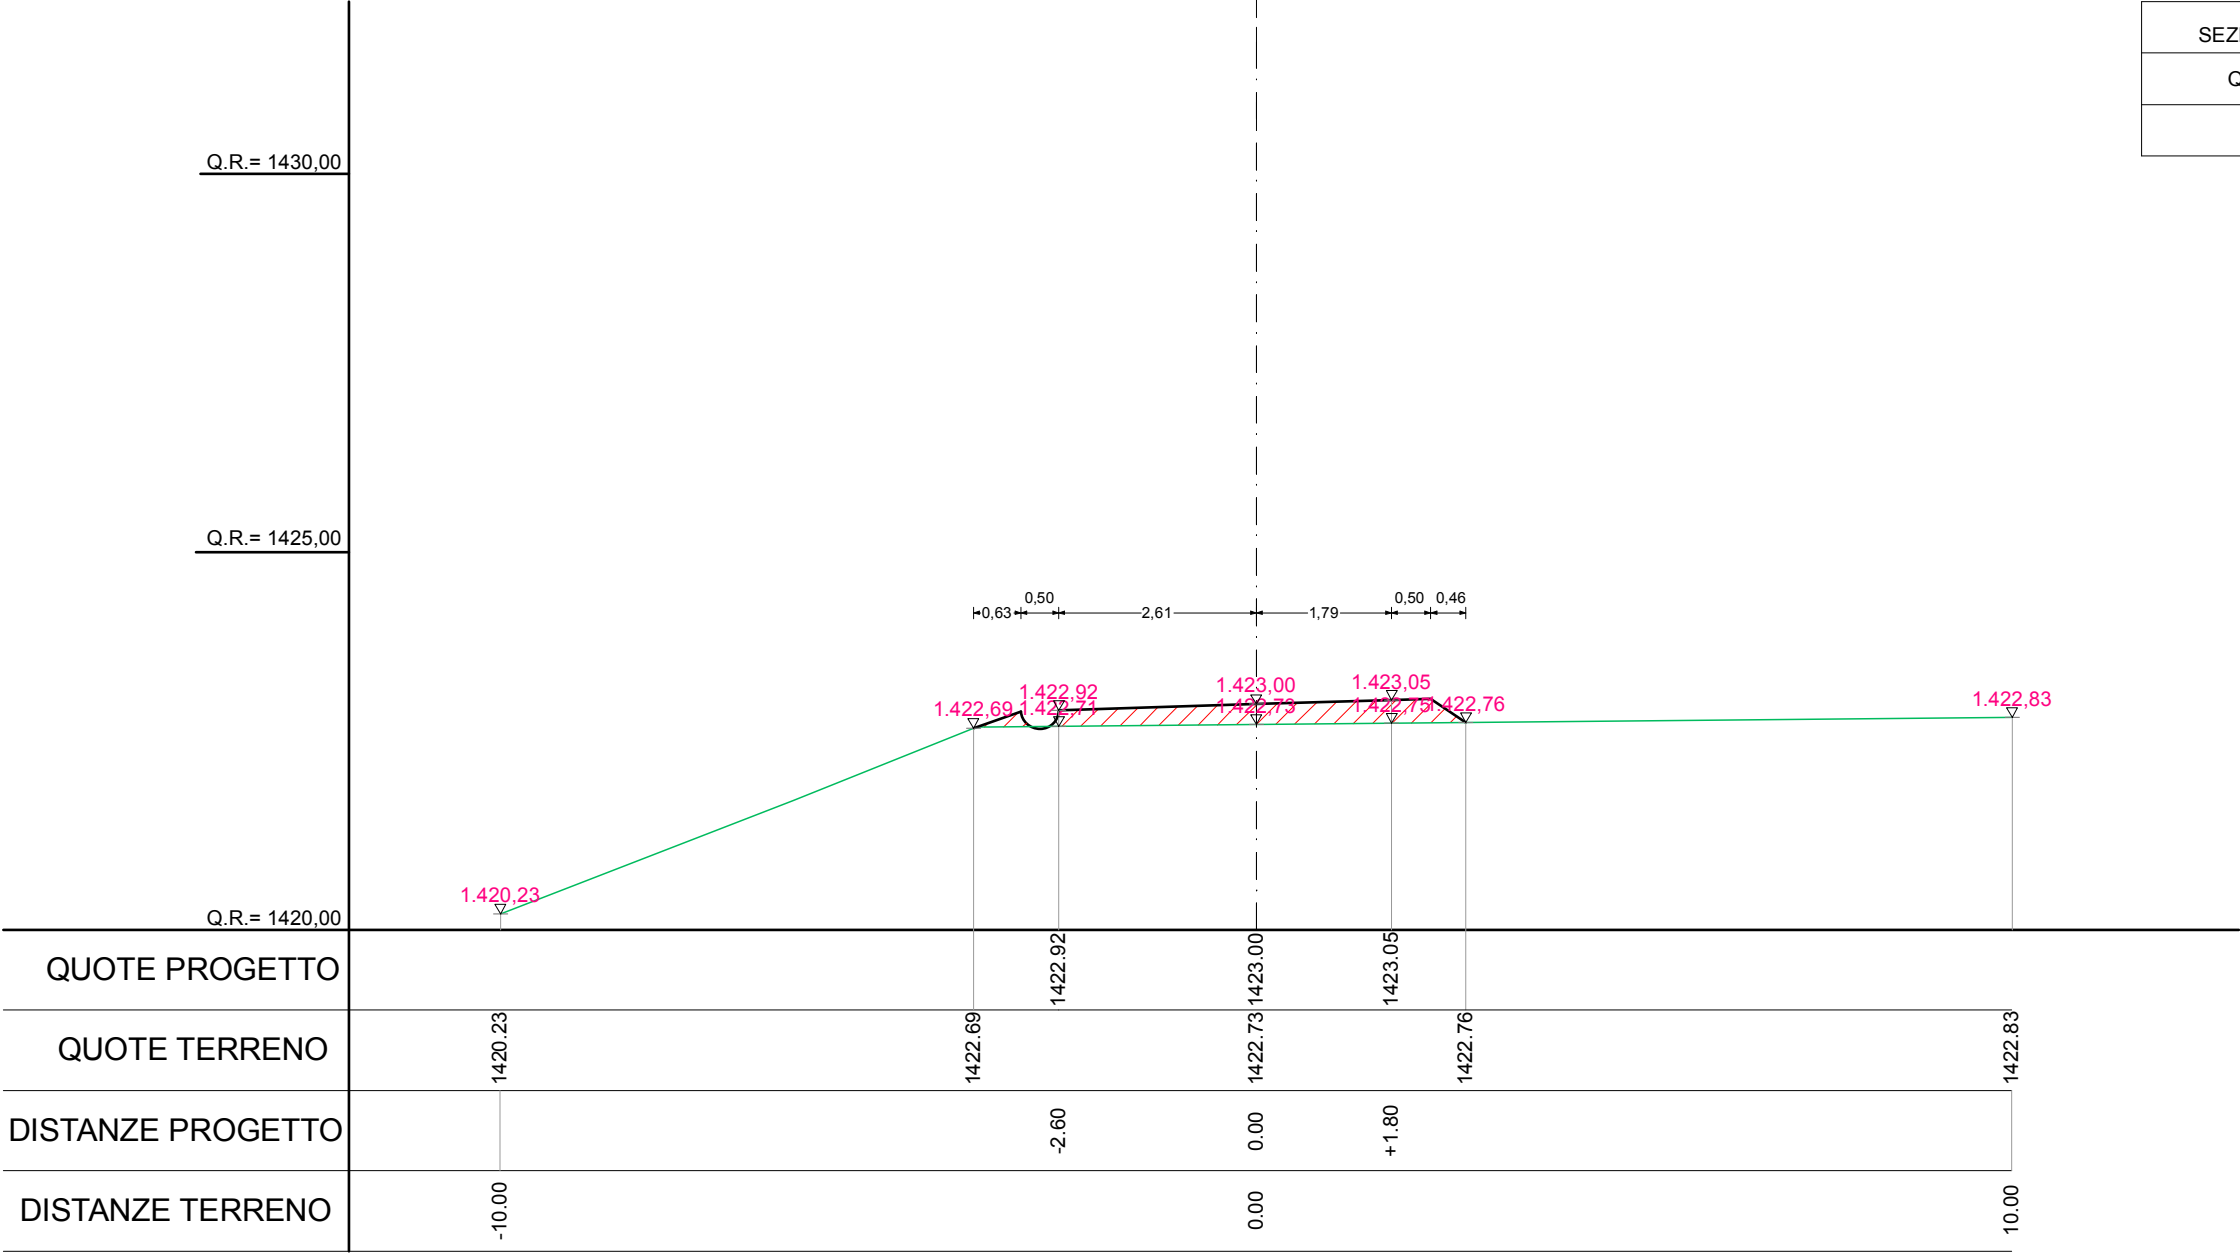 SEZ
Q
Q.R.= 1430,00
Q.R.= 1425,00
0,63 0,50 2,61 1,79 0,50 0,46
1.422,69 1.422,92 1.423,00 1.423,05 1.422,76 1.422,83
1.422,71 1.422,73 1.422,75
1.420,23
Q.R.= 1420,00
QUOTE PROGETTO 1422.92 1423.00 1423.05
QUOTE TERRENO 1420.23 1422.69 1422.73 1422.76 1422.83
DISTANZE PROGETTO -2.60 0.00 +1.80
DISTANZE TERRENO -10.00 0.00 10.00